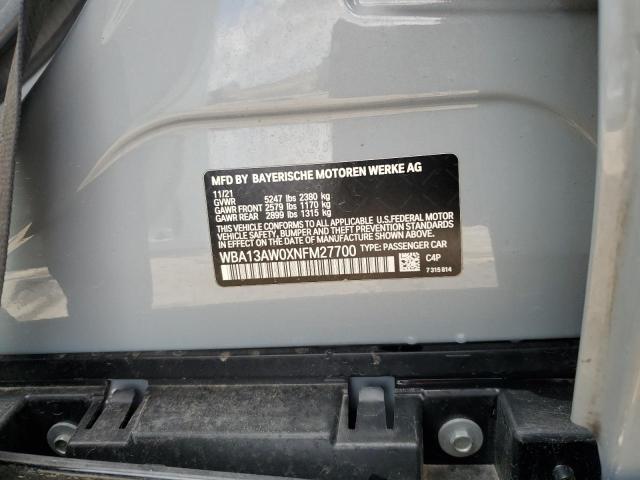 MFD BY BAYERISCHE MOTOREN WERKE AG
11/21
GVWR 5247 lbs 2380 kg
GAWR FRONT 2579 lbs 1170 kg
GAWR REAR 2899 lbs 1315 kg
THIS VEHICLE CONFORMS TO ALL APPLICABLE U.S.FEDERAL MOTOR
VEHICLE SAFETY, BUMPER AND THEFT PREVENTION STANDARDS
IN EFFECT ON THE DATE OF MANUFACTURE SHOWN ABOVE.
WBA13AW0XNFM27700 TYPE: PASSENGER CAR
C4P
7 315 814